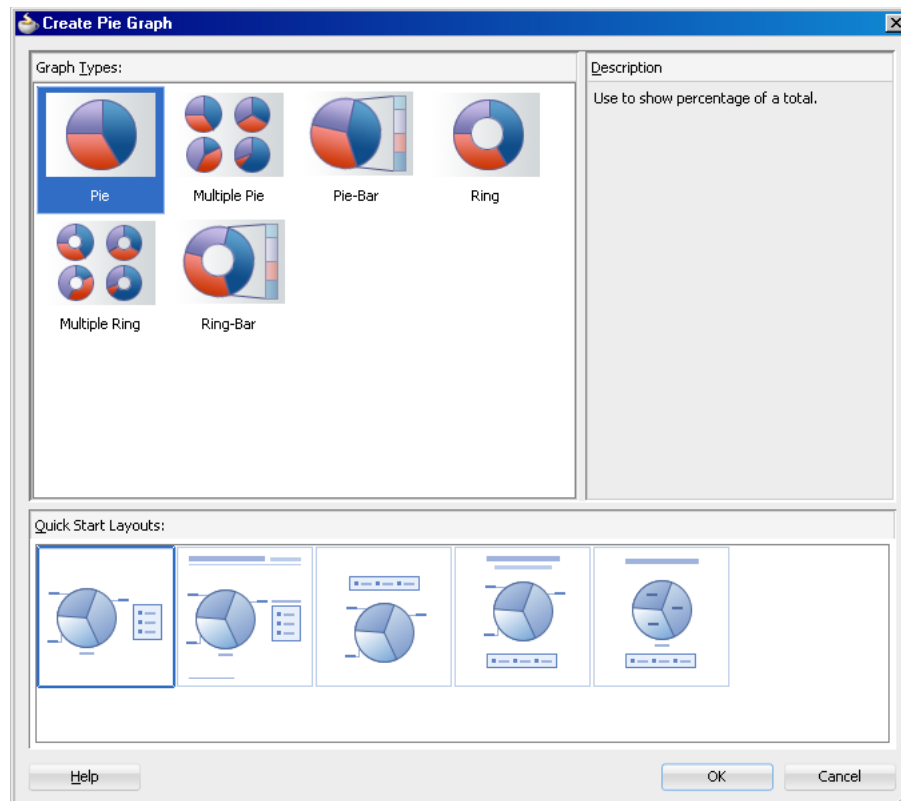 Create Pie Graph
Graph Types:
Description
Use to show percentage of a total.
Pie
Multiple Pie
Pie-Bar
Ring
Multiple Ring
Ring-Bar
Quick Start Layouts:
Help
OK
Cancel